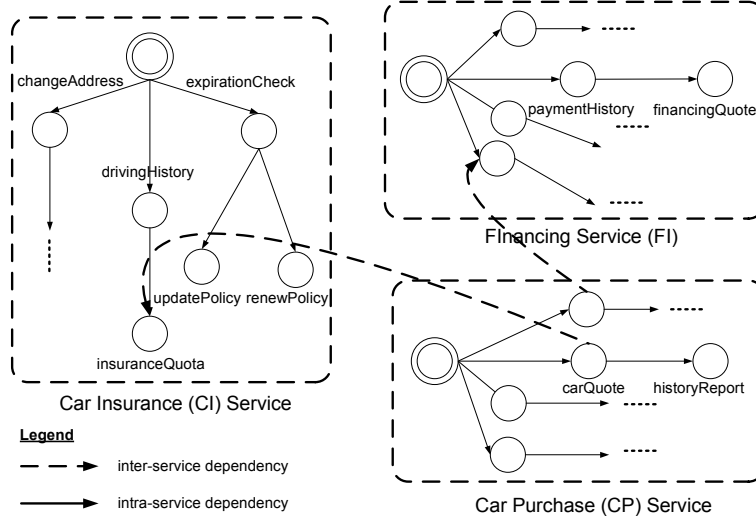 changeAddress
expirationCheck
drivingHistory
updatePolicy
renewPolicy
insuranceQuota
Car Insurance (CI) Service
paymentHistory
financingQuote
FInancing Service (FI)
carQuote
historyReport
Car Purchase (CP) Service
Legend
inter-service dependency
intra-service dependency